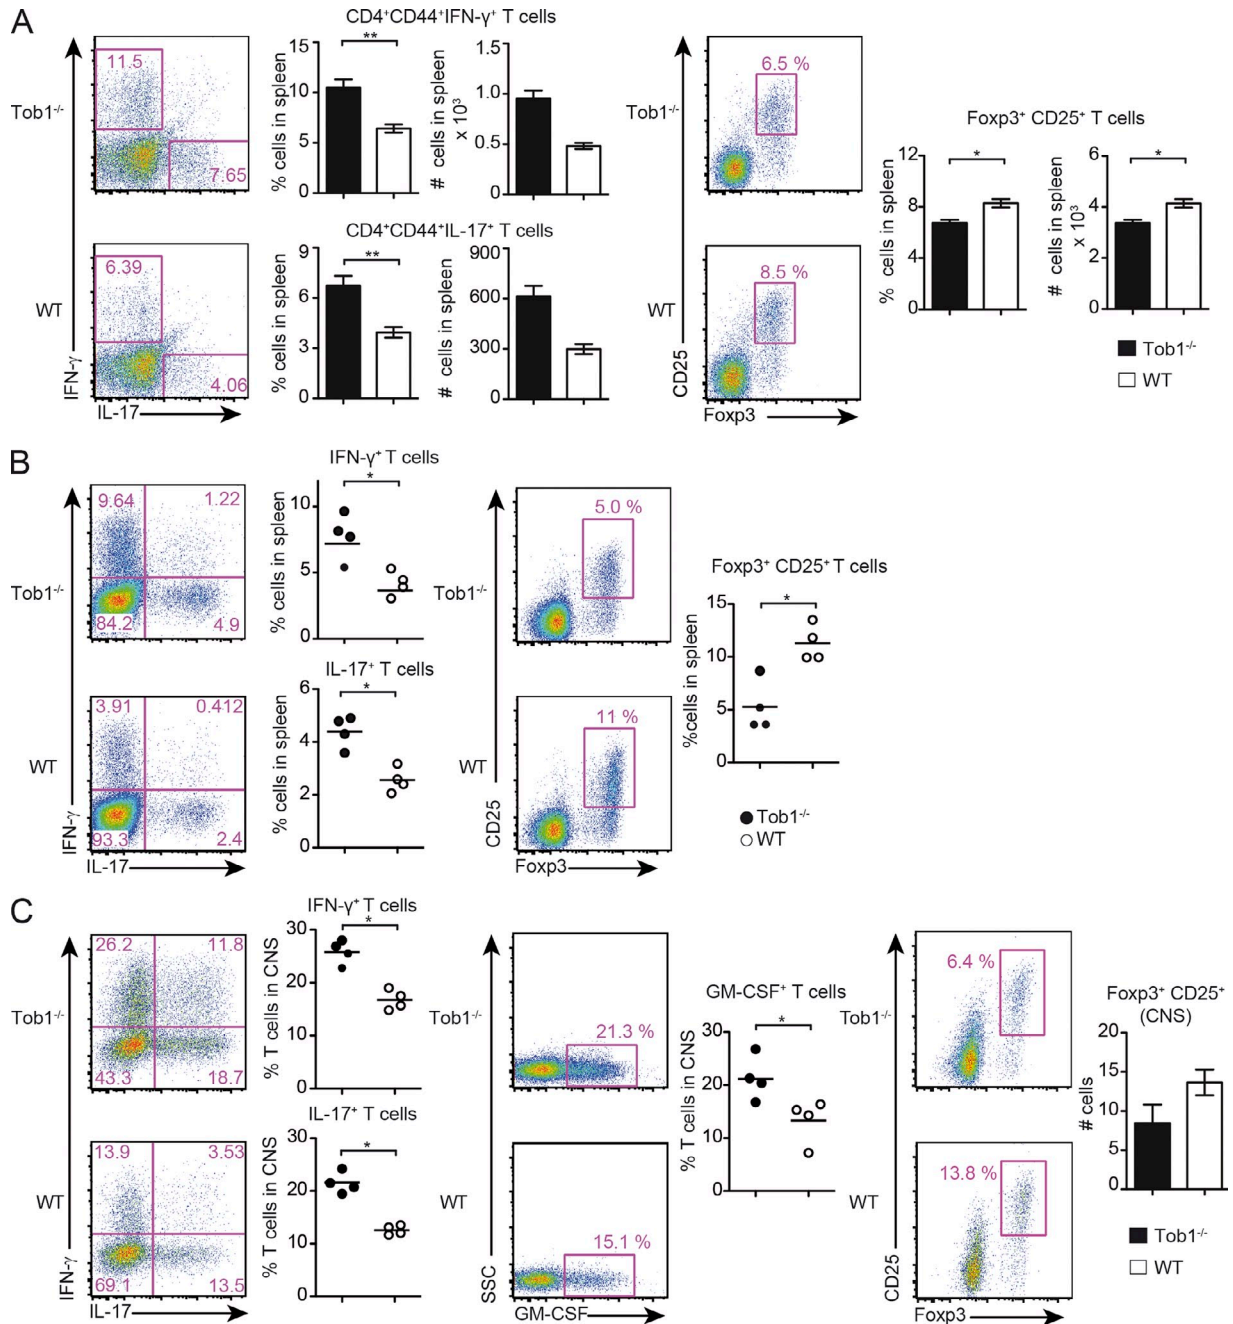 A
CD4⁺CD44⁺IFN-γ⁺ T cells
Tob1⁻/⁻
11.5
7.65
15
10
5
0
**
% cells in spleen
1.5
1.0
0.5
0
# cells in spleen
x 10³
6.5 %
Foxp3⁺ CD25⁺ T cells
12
8
4
0
*
% cells in spleen
6
4
2
0
*
# cells in spleen
x 10³
CD4⁺CD44⁺IL-17⁺ T cells
WT
6.39
4.06
IFN-γ
IL-17
9
6
3
0
**
% cells in spleen
900
600
300
0
# cells in spleen
WT
8.5 %
CD25
Foxp3
Tob1⁻/⁻
Tob1⁻/⁻
WT
B
IFN-γ⁺ T cells
Tob1⁻/⁻
9.64
1.22
84.2
4.9
10
5
0
*
% cells in spleen
Tob1⁻/⁻
5.0 %
Foxp3⁺ CD25⁺ T cells
15
10
5
0
*
%cells in spleen
IL-17⁺ T cells
WT
3.91
0.412
93.3
2.4
IFN-γ
IL-17
6
4
2
0
*
% cells in spleen
WT
11 %
CD25
Foxp3
Tob1⁻/⁻
WT
C
IFN-γ⁺ T cells
Tob1⁻/⁻
26.2
11.8
43.3
18.7
30
20
10
0
*
% T cells in CNS
Tob1⁻/⁻
21.3 %
GM-CSF⁺ T cells
30
20
10
0
*
% T cells in CNS
Tob1⁻/⁻
6.4 %
Foxp3⁺ CD25⁺
(CNS)
20
15
10
5
0
# cells
IL-17⁺ T cells
WT
13.9
3.53
69.1
13.5
IFN-γ
IL-17
30
20
10
0
*
% T cells in CNS
WT
15.1 %
SSC
GM-CSF
WT
13.8 %
CD25
Foxp3
Tob1⁻/⁻
WT